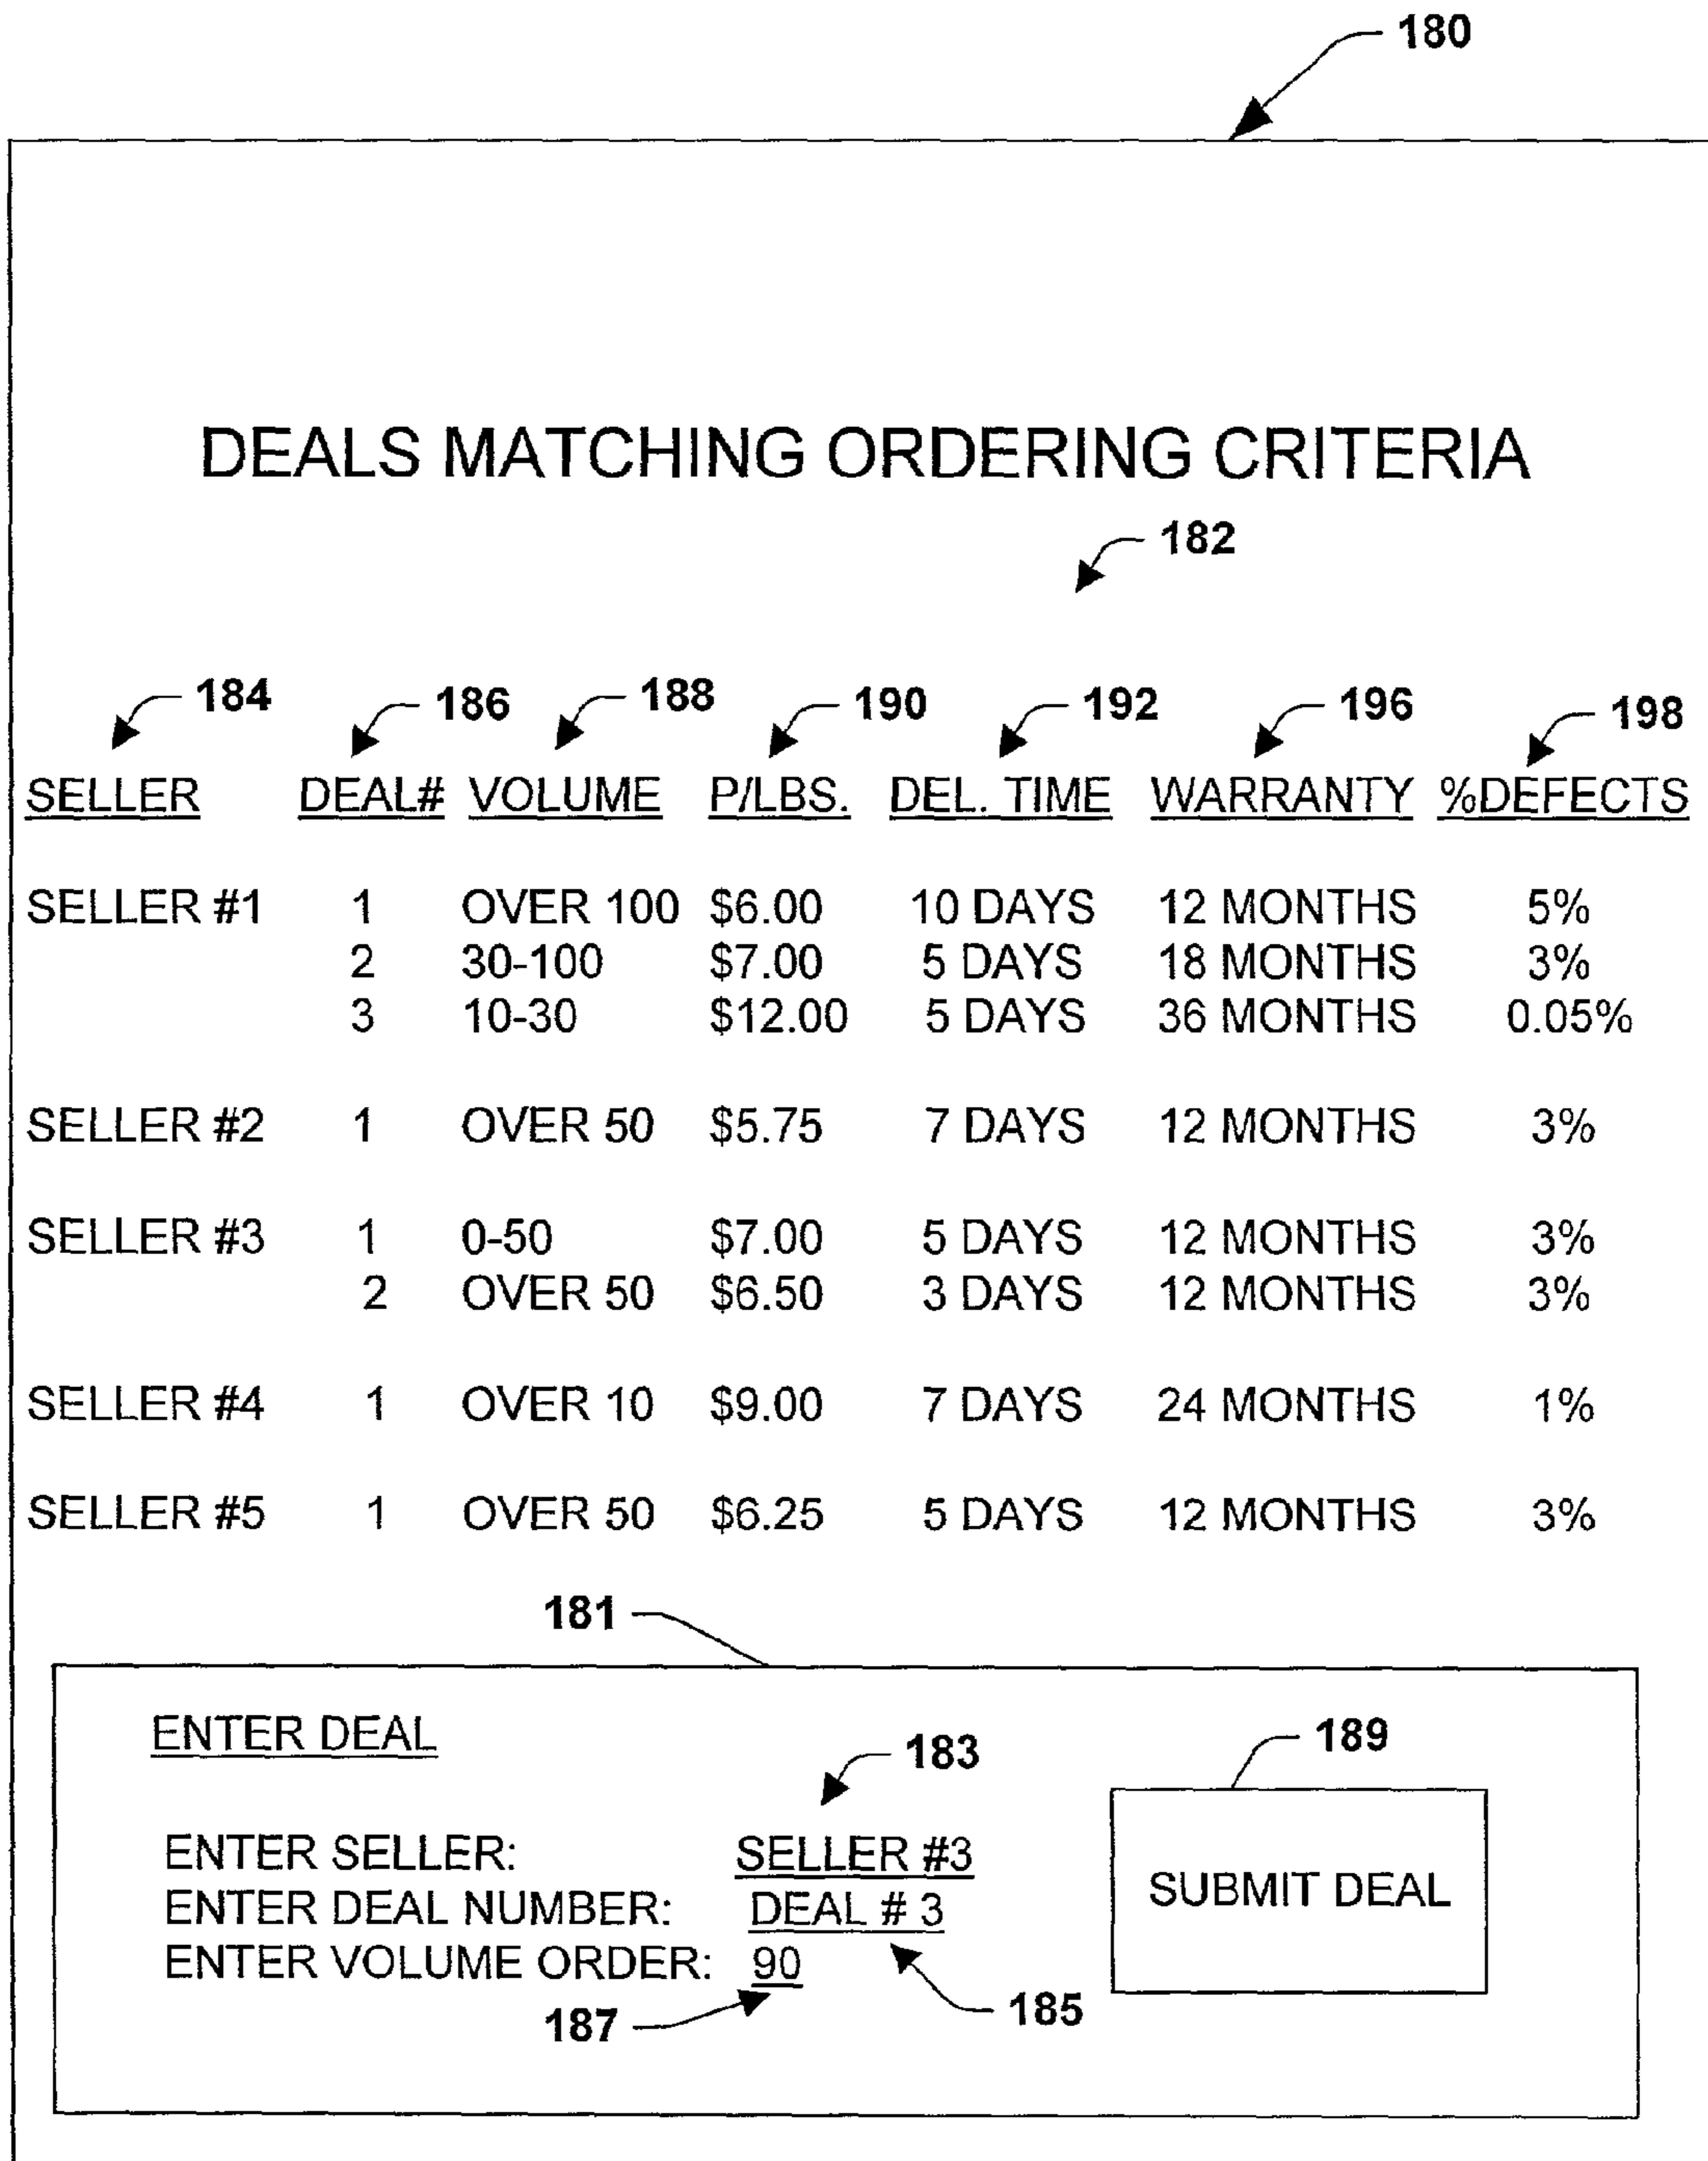 180
DEALS MATCHING ORDERING CRITERIA
182
184 186 188 190 192 196 198
SELLER DEAL# VOLUME P/LBS. DEL. TIME WARRANTY %DEFECTS
SELLER #1 1 OVER 100 $6.00 10 DAYS 12 MONTHS 5%
2 30-100 $7.00 5 DAYS 18 MONTHS 3%
3 10-30 $12.00 5 DAYS 36 MONTHS 0.05%
SELLER #2 1 OVER 50 $5.75 7 DAYS 12 MONTHS 3%
SELLER #3 1 0-50 $7.00 5 DAYS 12 MONTHS 3%
2 OVER 50 $6.50 3 DAYS 12 MONTHS 3%
SELLER #4 1 OVER 10 $9.00 7 DAYS 24 MONTHS 1%
SELLER #5 1 OVER 50 $6.25 5 DAYS 12 MONTHS 3%
181
ENTER DEAL
183
189
ENTER SELLER: SELLER #3
ENTER DEAL NUMBER: DEAL # 3
SUBMIT DEAL
ENTER VOLUME ORDER: 90
187
185